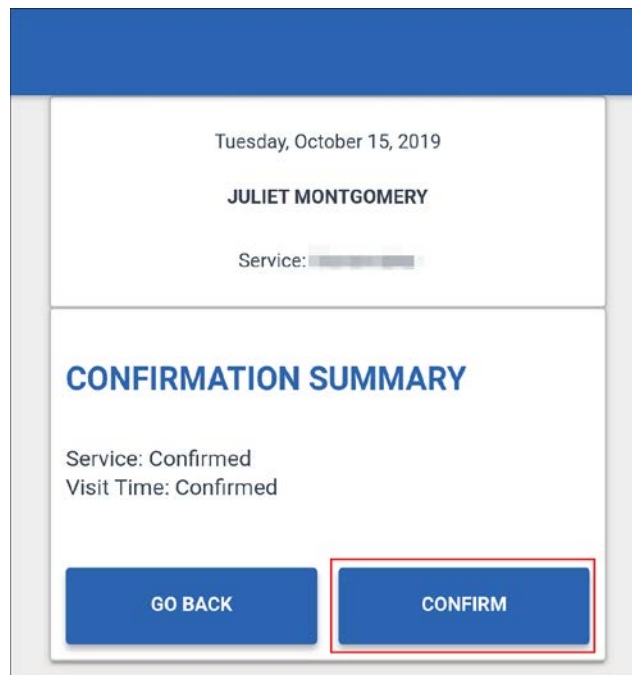 Tuesday, October 15, 2019
JULIET MONTGOMERY
Service:
CONFIRMATION SUMMARY
Service: Confirmed
Visit Time: Confirmed
GO BACK
CONFIRM